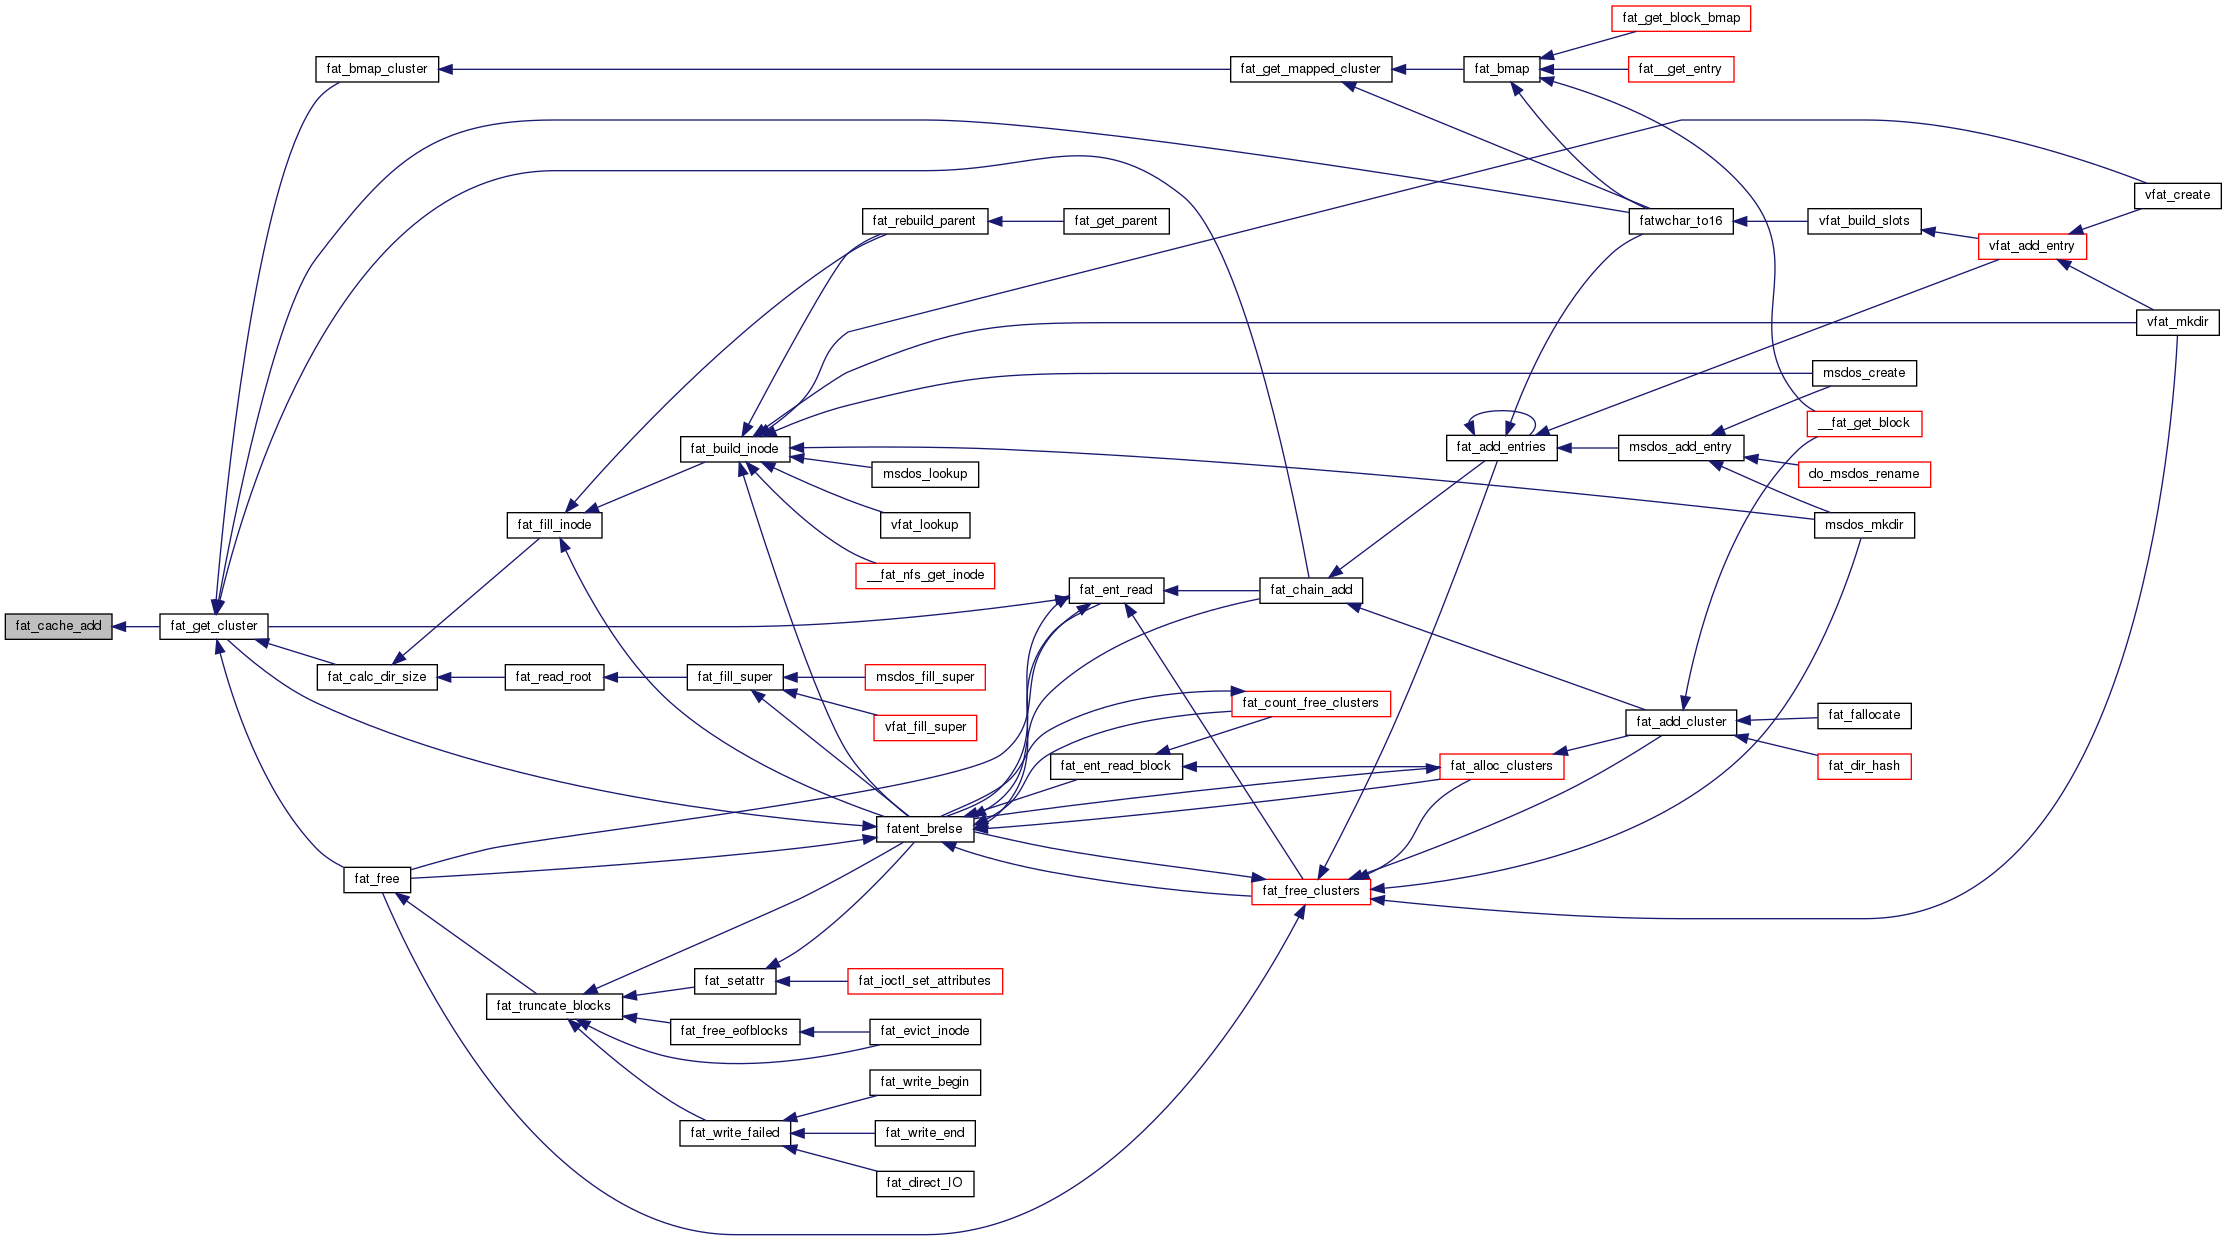 fat_get_block_bmap
fat_bmap_cluster
fat_get_mapped_cluster
fat_bmap
fat__get_entry
vfat_create
fat_rebuild_parent
fat_get_parent
fatwchar_to16
vfat_build_slots
vfat_add_entry
vfat_mkdir
msdos_create
__fat_get_block
fat_build_inode
fat_add_entries
msdos_add_entry
msdos_lookup
do_msdos_rename
fat_fill_inode
vfat_lookup
msdos_mkdir
__fat_nfs_get_inode
fat_ent_read
fat_chain_add
fat_cache_add
fat_get_cluster
fat_calc_dir_size
fat_read_root
fat_fill_super
msdos_fill_super
fat_count_free_clusters
vfat_fill_super
fat_add_cluster
fat_fallocate
fat_ent_read_block
fat_alloc_clusters
fat_dir_hash
fatent_brelse
fat_free
fat_free_clusters
fat_setattr
fat_ioctl_set_attributes
fat_truncate_blocks
fat_free_eofblocks
fat_evict_inode
fat_write_begin
fat_write_failed
fat_write_end
fat_direct_IO